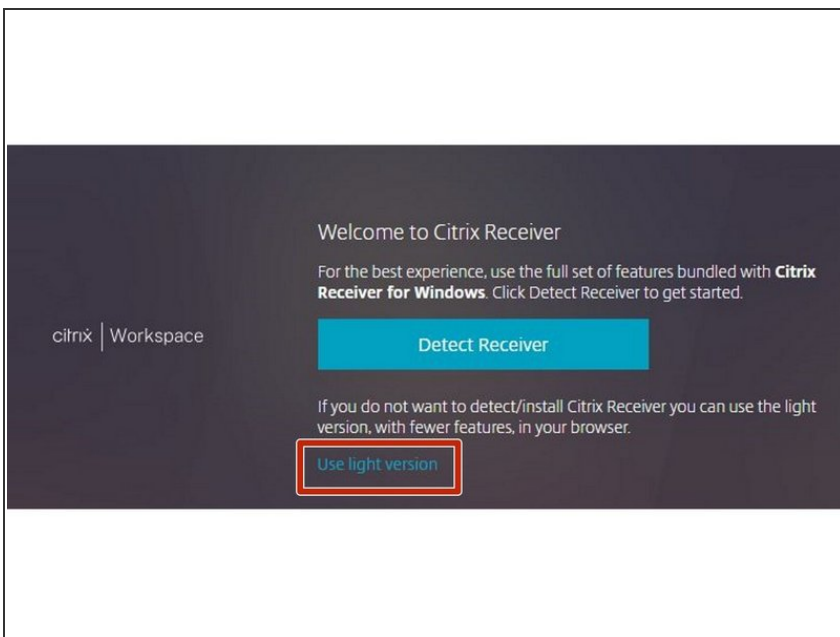 Welcome to Citrix Receiver
For the best experience, use the full set of features bundled with Citrix
Receiver for Windows. Click Detect Receiver to get started.
citrix | Workspace
Detect Receiver
If you do not want to detect/install Citrix Receiver you can use the light
version, with fewer features, in your browser.
Use light version